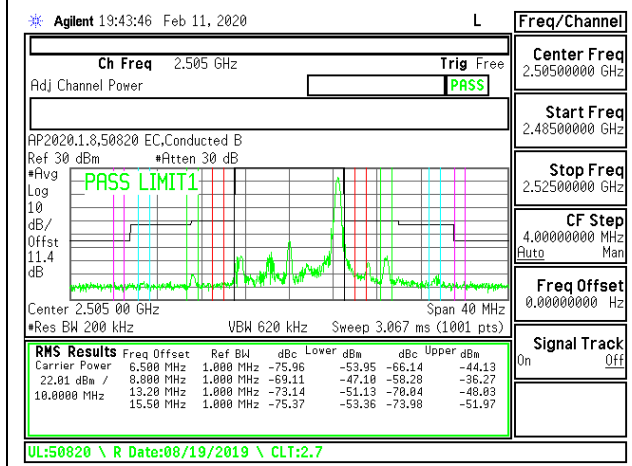 Agilent 19:43:46 Feb 11, 2020 L
Ch Freq 2.505 GHz Trig Free
Adj Channel Power PASS
AP2020.1.8,50820 EC,Conducted B
Ref 30 dBm #Atten 30 dB
#Avg
Log
10
dB/
Offst
11.4
dB
PASS LIMIT1
Center 2.505 00 GHz Span 40 MHz
#Res BW 200 kHz VBW 620 kHz Sweep 3.067 ms (1001 pts)
RMS Results Freq Offset Ref BW dBc Lower dBm dBc Upper dBm
Carrier Power 6.500 MHz 1.000 MHz -75.96 -53.95 -66.14 -44.13
22.01 dBm / 8.800 MHz 1.000 MHz -69.11 -47.10 -58.28 -36.27
10.0000 MHz 13.20 MHz 1.000 MHz -73.14 -51.13 -70.04 -48.03
15.50 MHz 1.000 MHz -75.37 -53.36 -73.98 -51.97
UL:50820 \ R Date:08/19/2019 \ CLT:2.7
Freq/Channel
Center Freq
2.50500000 GHz
Start Freq
2.48500000 GHz
Stop Freq
2.52500000 GHz
CF Step
4.00000000 MHz
Auto Man
Freq Offset
0.00000000 Hz
Signal Track
On Off